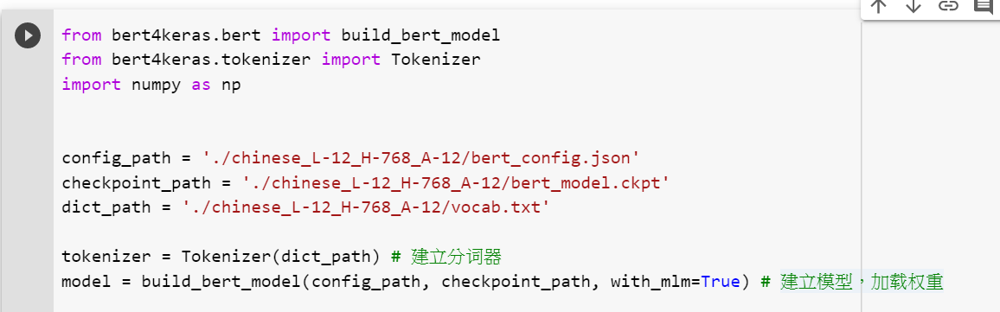 from bert4keras.bert import build_bert_model
from bert4keras.tokenizer import Tokenizer
import numpy as np
config_path = './chinese_L-12_H-768_A-12/bert_config.json'
checkpoint_path = './chinese_L-12_H-768_A-12/bert_model.ckpt'
dict_path = './chinese_L-12_H-768_A-12/vocab.txt'
tokenizer = Tokenizer(dict_path) # 建立分词器
model = build_bert_model(config_path, checkpoint_path, with_mlm=True) # 建立模型，加载权重